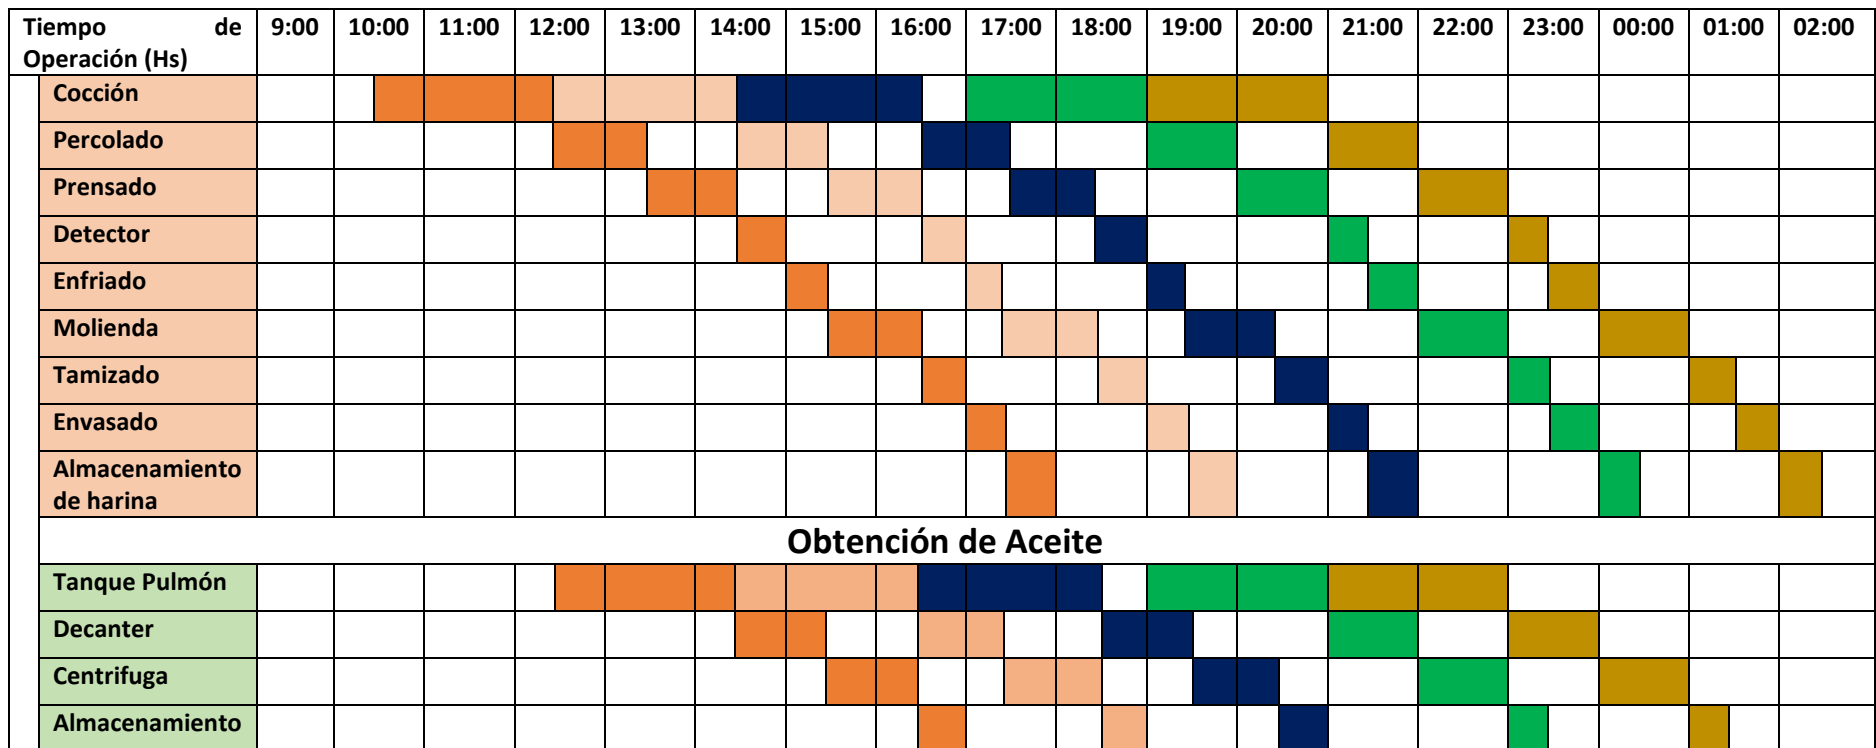 Tiempo de 9:00 10:00 11:00 12:00 13:00 14:00 15:00 16:00 17:00 18:00 19:00 20:00 21:00 22:00 23:00 00:00 01:00 02:00
Operación (Hs)
Cocción
Percolado
Prensado
Detector
Enfriado
Molienda
Tamizado
Envasado
Almacenamiento
de harina
Obtención de Aceite
Tanque Pulmón
Decanter
Centrifuga
Almacenamiento